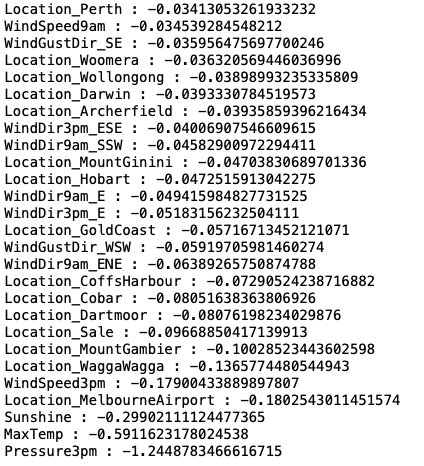 Location_Perth : -0.03413053261933232
WindSpeed9am : -0.034539284548212
WindGustDir_SE : -0.035956475697700246
Location_Woomera : -0.036320569446036996
Location_Wollongong : -0.03898993235335809
Location_Darwin : -0.0393330784519573
Location_Archerfield : -0.03935859396216434
WindDir3pm_ESE : -0.04006907546609615
WindDir9am_SSW : -0.04582900972294411
Location_MountGinini : -0.04703830689701336
Location_Hobart : -0.0472515913042275
WindDir9am_E : -0.049415984827731525
WindDir3pm_E : -0.05183156232504111
Location_GoldCoast : -0.05716713452121071
WindGustDir_WSW : -0.05919705981460274
WindDir9am_ENE : -0.06389265750874788
Location_CoffsHarbour : -0.07290524238716882
Location_Cobar : -0.08051638363806926
Location_Dartmoor : -0.08076198234029876
Location_Sale : -0.09668850417139913
Location_MountGambier : -0.10028523443602598
Location_WaggaWagga : -0.1365774480544943
WindSpeed3pm : -0.17900433889897807
Location_MelbourneAirport : -0.1802543011451574
Sunshine : -0.29902111124477365
MaxTemp : -0.5911623178024538
Pressure3pm : -1.2448783466616715